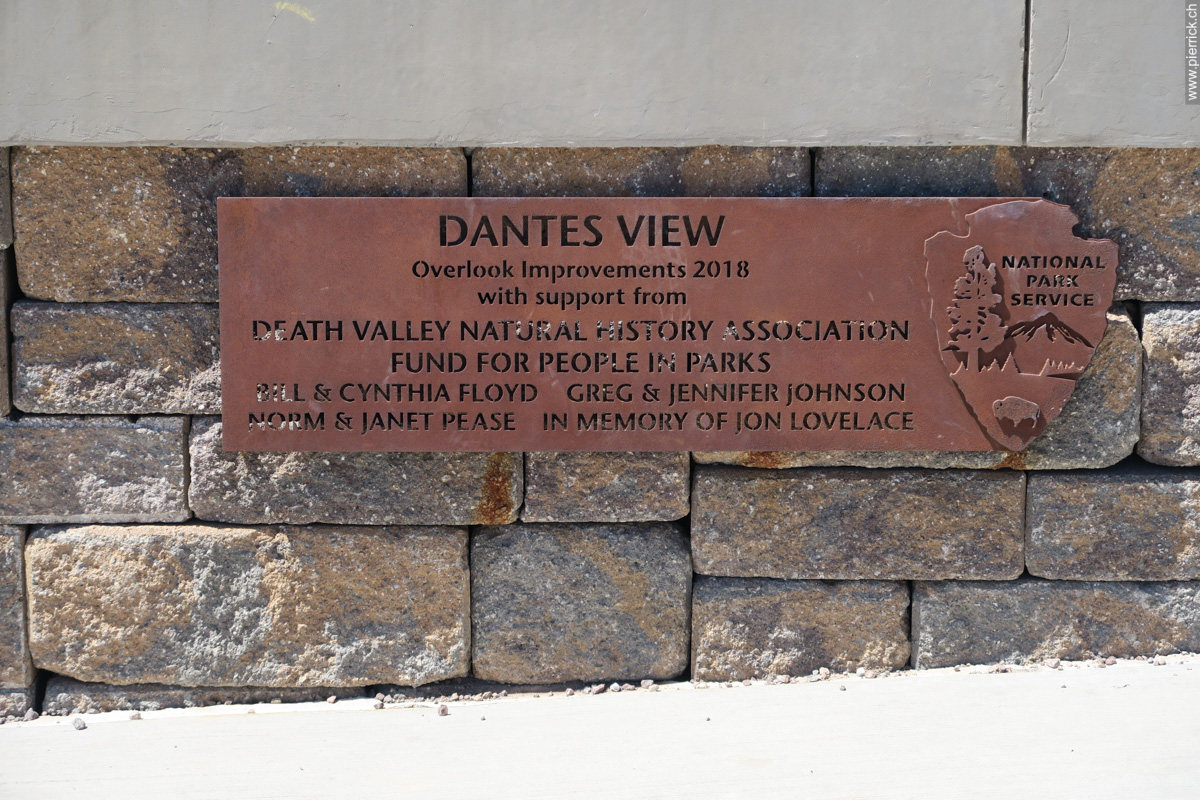 DANTES VIEW
Overlook Improvements 2018
with support from
DEATH VALLEY NATURAL HISTORY ASSOCIATION
FUND FOR PEOPLE IN PARKS
BILL & CYNTHIA FLOYD GREG & JENNIFER JOHNSON
NORM & JANET PEASE IN MEMORY OF JON LOVELACE
NATIONAL
PARK
SERVICE
www.pierrick.ch